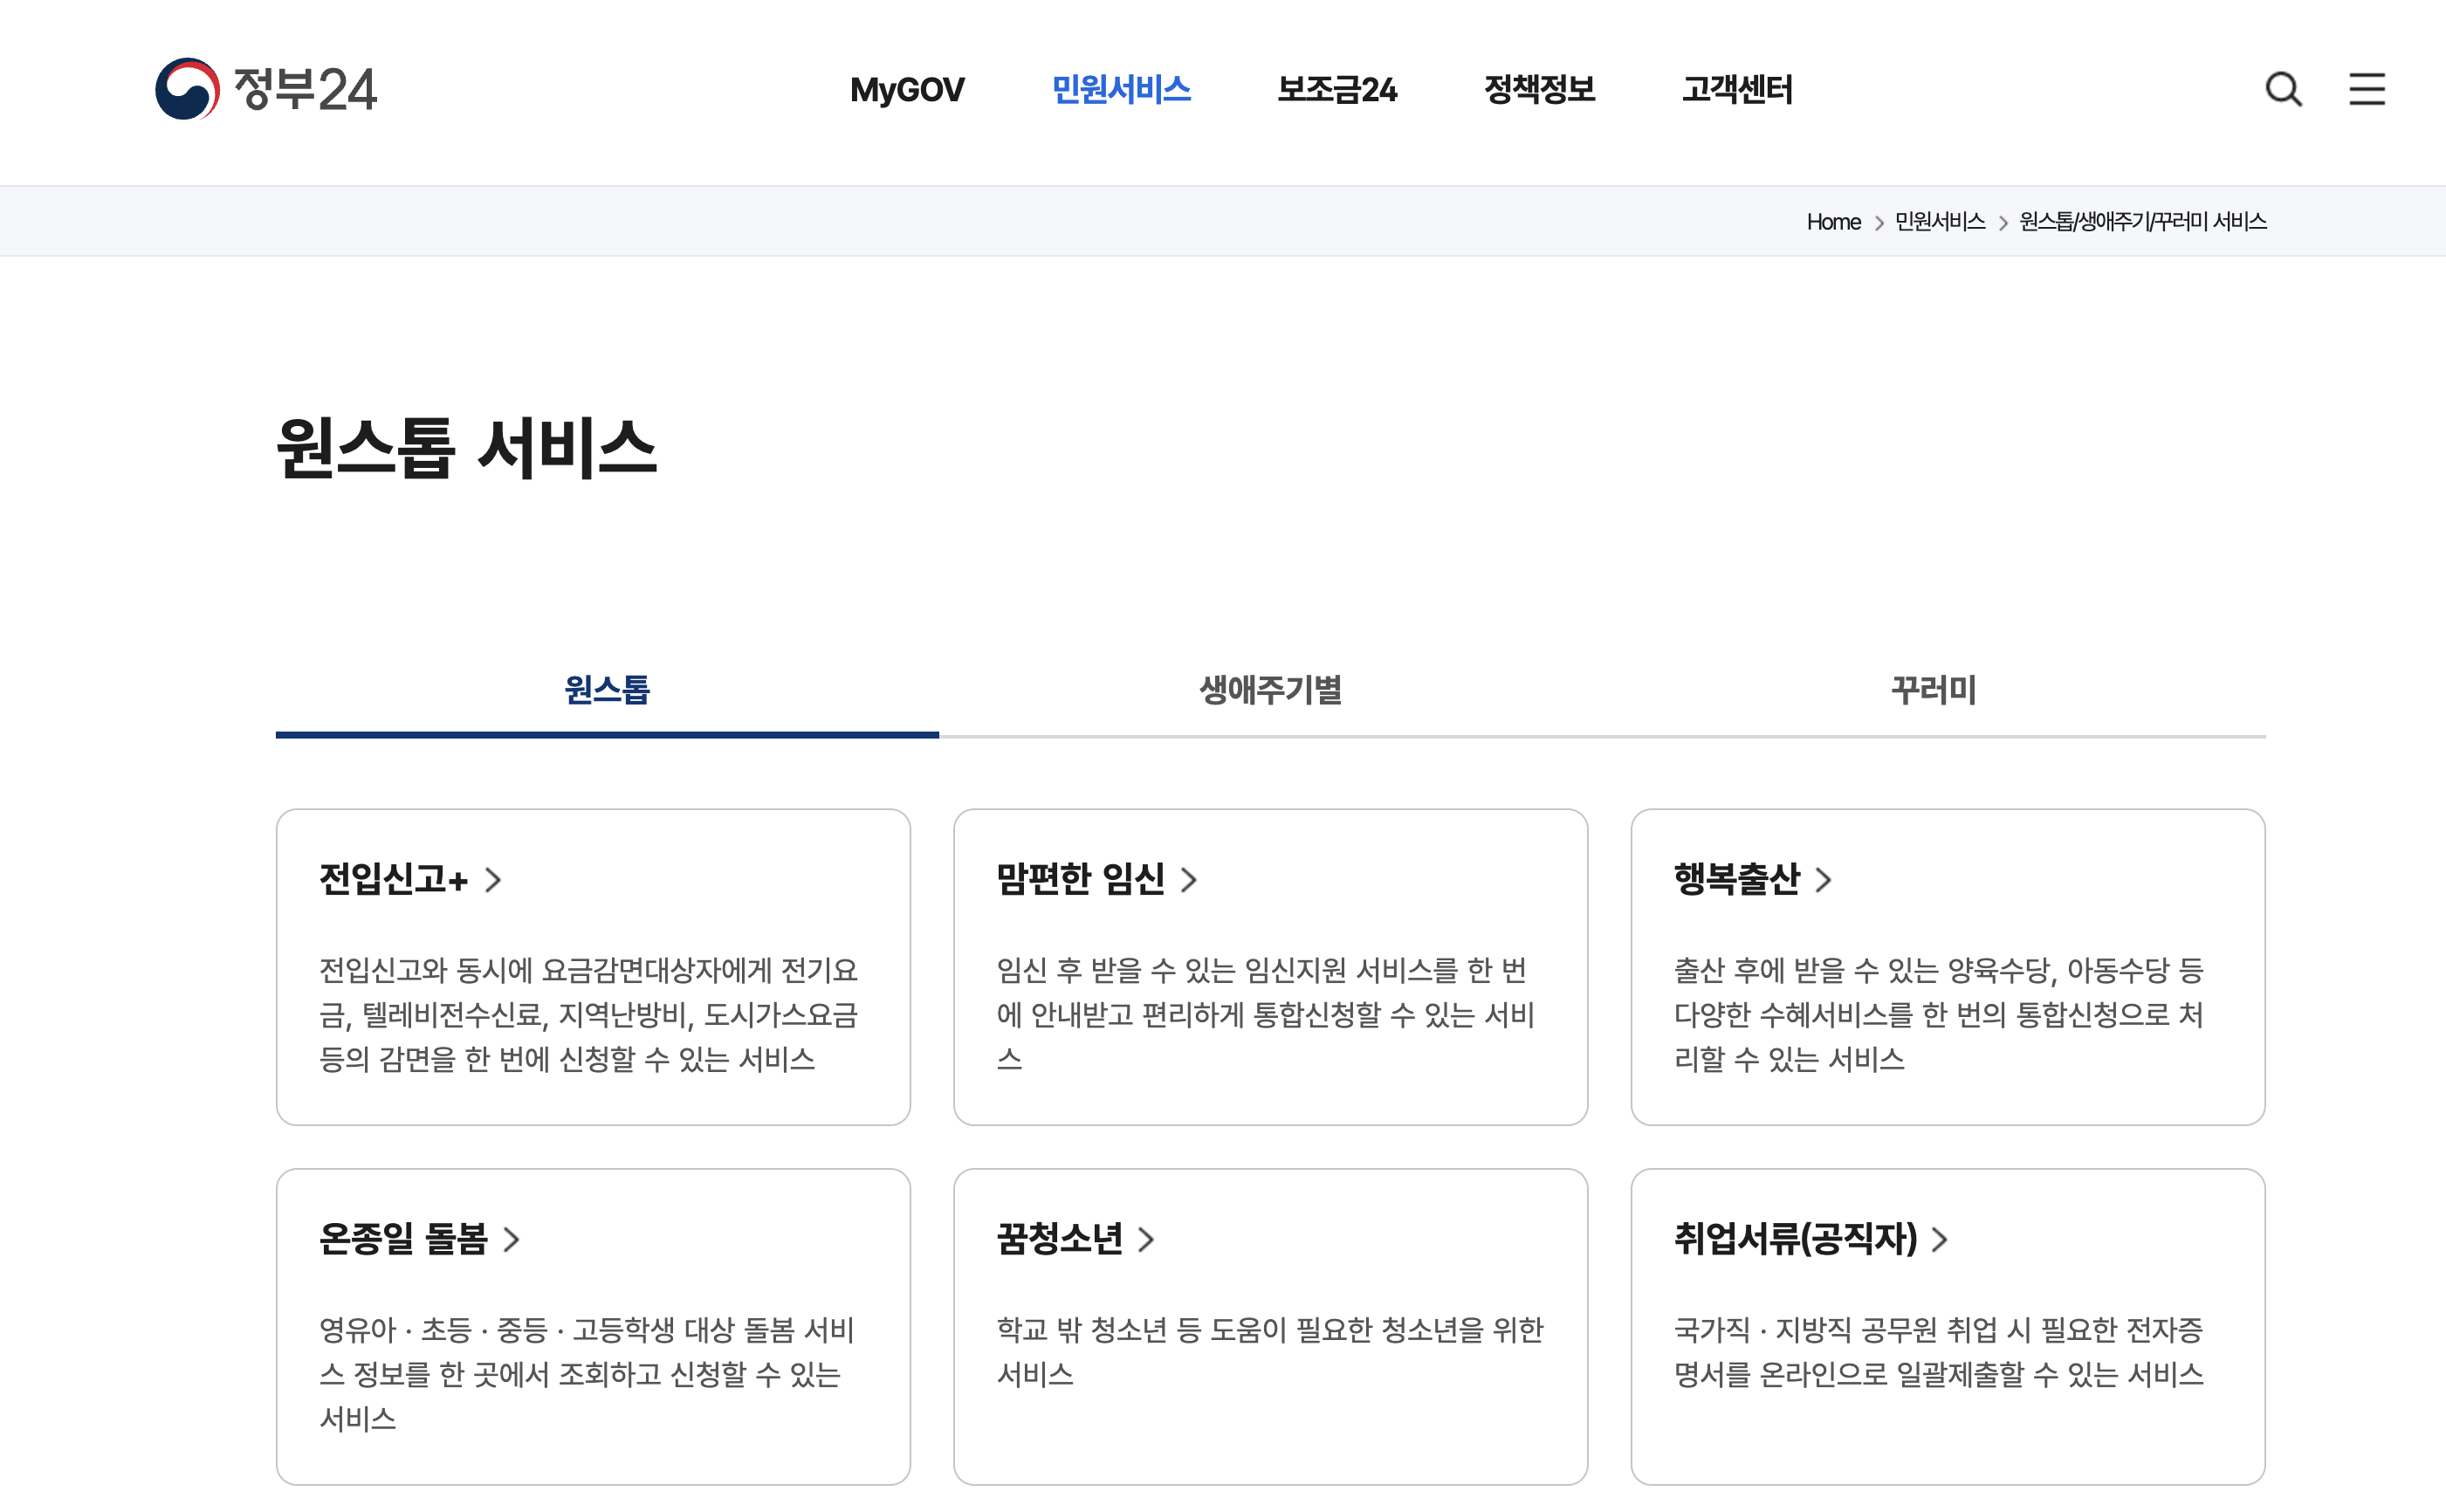 정부24
MyGOV
민원서비스
보조금24
정책정보
고객센터
Home > 민원서비스 > 원스톱/생애주기/꾸러미 서비스
원스톱 서비스
원스톱
생애주기별
꾸러미
전입신고+
전입신고와 동시에 요금감면대상자에게 전기요
금, 텔레비전수신료, 지역난방비, 도시가스요금
등의 감면을 한 번에 신청할 수 있는 서비스
맘편한 임신
임신 후 받을 수 있는 임신지원 서비스를 한 번
에 안내받고 편리하게 통합신청할 수 있는 서비
스
행복출산
출산 후에 받을 수 있는 양육수당, 아동수당 등
다양한 수혜서비스를 한 번의 통합신청으로 처
리할 수 있는 서비스
온종일 돌봄
영유아 · 초등 · 중등 · 고등학생 대상 돌봄 서비
스 정보를 한 곳에서 조회하고 신청할 수 있는
서비스
꿈청소년
학교 밖 청소년 등 도움이 필요한 청소년을 위한
서비스
취업서류(공직자)
국가직 · 지방직 공무원 취업 시 필요한 전자증
명서를 온라인으로 일괄제출할 수 있는 서비스